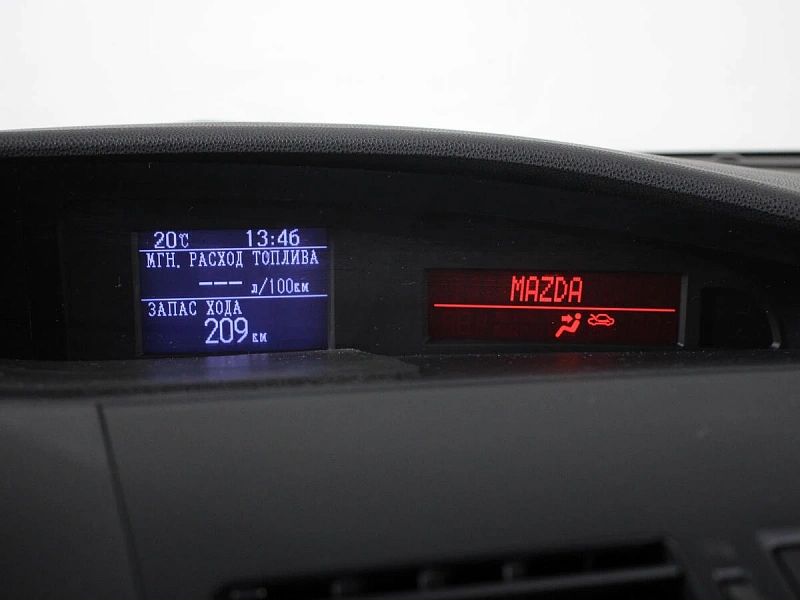 20℃ 13:46
МГН. РАСХОД ТОПЛИВА
--- л/100км
ЗАПАС ХОДА
209 км
MAZDA